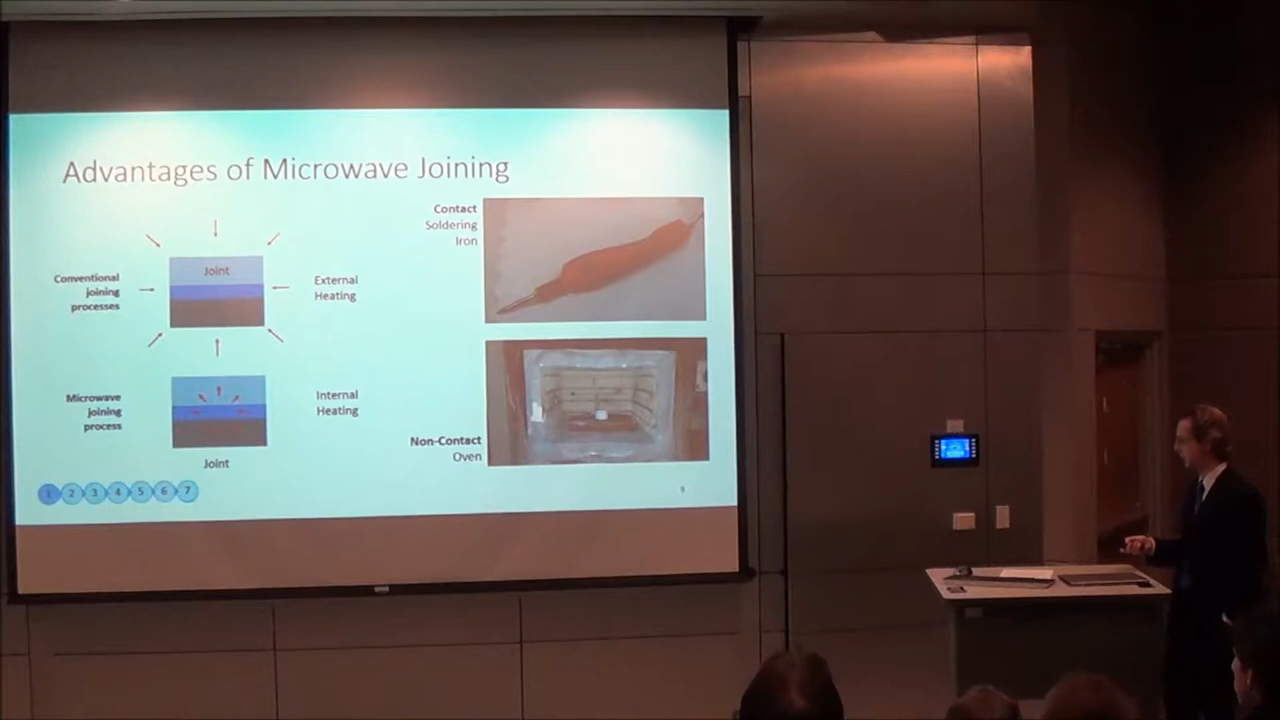 Advantages of Microwave Joining
Contact
Soldering
Iron
Joint
Conventional
joining
processes
External
Heating
Microwave
joining
process
Internal
Heating
Joint
Non-Contact
Oven
1 2 3 4 5 6 7